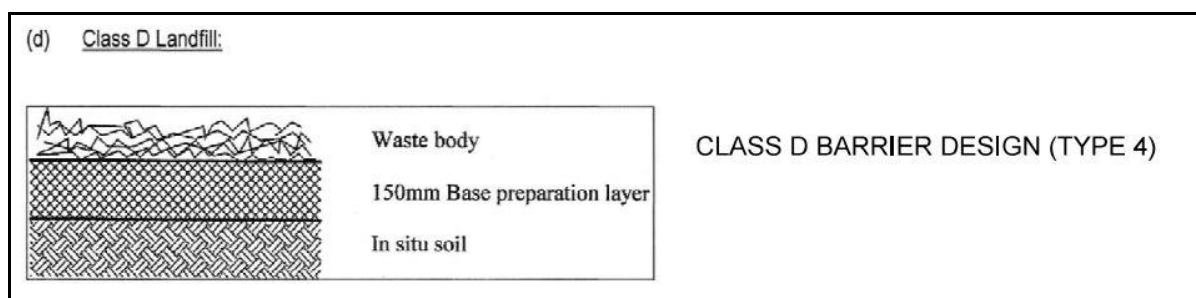 (d) Class D Landfill:
Waste body
CLASS D BARRIER DESIGN (TYPE 4)
150mm Base preparation layer
In situ soil